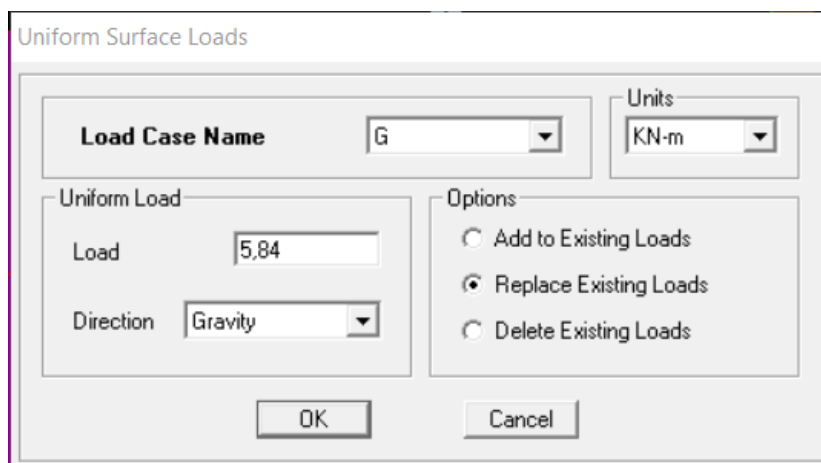 Uniform Surface Loads
Units
Load Case Name G KN-m
Uniform Load Options
Load 5,84 Add to Existing Loads
Replace Existing Loads
Direction Gravity Delete Existing Loads
OK Cancel